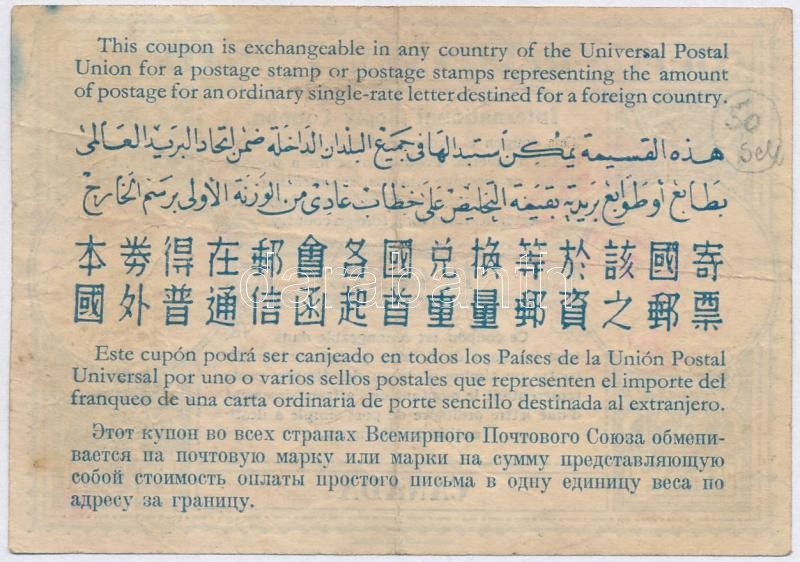 This coupon is exchangeable in any country of the Universal Postal
Union for a postage stamp or postage stamps representing the amount
of postage for an ordinary single-rate letter destined for a foreign country.
50
هذه القسيمة يمكن استبدالها في جميع البلدان الداخلة ضمن اتحاد البريد العالمي
بطابع أو طوابع بريدية بقيمة التخليص على خطاب عادي من الوزنة الأولى برسم الخارج
本券得在郵會各國兌換等於該國寄
國外普通信函起首重量郵資之郵票
darabanth
Este cupón podrá ser canjeado en todos los Países de la Unión Postal
Universal por uno o varios sellos postales que representen el importe del
franqueo de una carta ordinaria de porte sencillo destinada al extranjero.
Этот купон во всех странах Всемирного Почтового Союза обмени-
вается на почтовую марку или марки на сумму представляющую
собой стоимость оплаты простого письма в одну единицу веса по
адресу за границу.